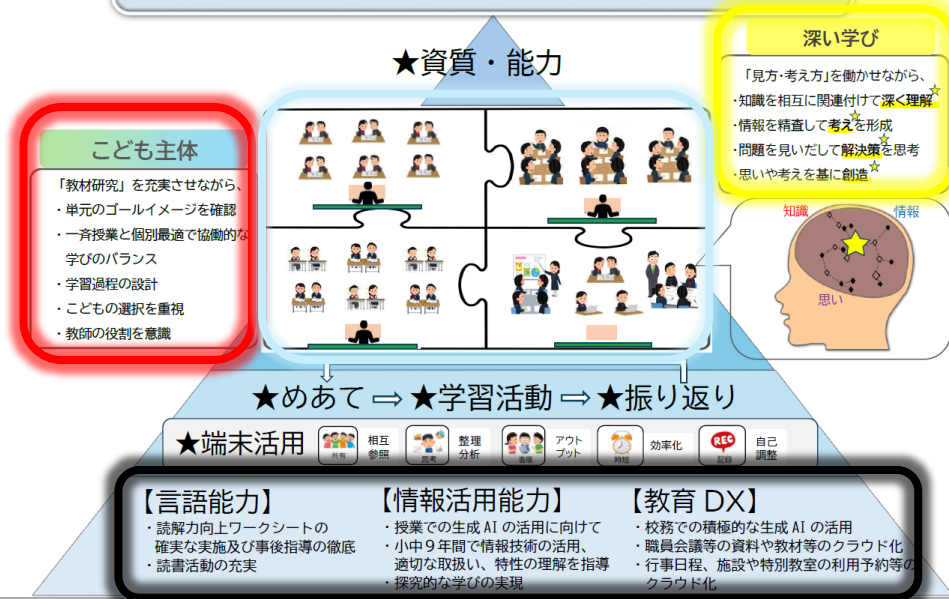 ★資質・能力
深い学び
「見方・考え方」を働かせながら、
・知識を相互に関連付けて深く理解☆
・情報を精査して考え☆を形成
・問題を見いだして解決策☆を思考
・思いや考えを基に創造☆
知識
情報
思い
こども主体
「教材研究」を充実させながら、
・単元のゴールイメージを確認
・一斉授業と個別最適で協働的な
学びのバランス
・学習過程の設計
・こどもの選択を重視
・教師の役割を意識
★めあて⇨★学習活動⇨★振り返り
★端末活用
共有
相互
参照
思考
整理
分析
アウト
プット
時短
効率化
REC
記録
自己
調整
【言語能力】
・読解力向上ワークシートの
確実な実施及び事後指導の徹底
・読書活動の充実
【情報活用能力】
・授業での生成 AI の活用に向けて
・小中９年間で情報技術の活用、
適切な取扱い、特性の理解を指導
・探究的な学びの実現
【教育 DX】
・校務での積極的な生成 AI の活用
・職員会議等の資料や教材等のクラウド化
・行事日程、施設や特別教室の利用予約等の
クラウド化